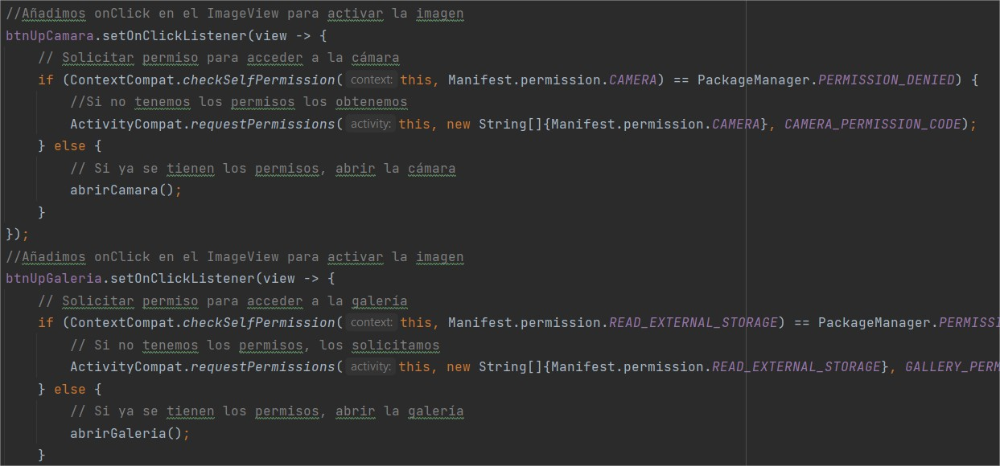 //Añadimos onClick en el ImageView para activar la imagen
btnUpCamara.setOnClickListener(view -> {
// Solicitar permiso para acceder a la cámara
if (ContextCompat.checkSelfPermission( context: this, Manifest.permission.CAMERA) == PackageManager.PERMISSION_DENIED) {
//Si no tenemos los permisos los obtenemos
ActivityCompat.requestPermissions( activity: this, new String[]{Manifest.permission.CAMERA}, CAMERA_PERMISSION_CODE);
} else {
// Si ya se tienen los permisos, abrir la cámara
abrirCamara();
}
});
//Añadimos onClick en el ImageView para activar la imagen
btnUpGaleria.setOnClickListener(view -> {
// Solicitar permiso para acceder a la galería
if (ContextCompat.checkSelfPermission( context: this, Manifest.permission.READ_EXTERNAL_STORAGE) == PackageManager.PERMISSI
// Si no tenemos los permisos, los solicitamos
ActivityCompat.requestPermissions( activity: this, new String[]{Manifest.permission.READ_EXTERNAL_STORAGE}, GALLERY_PERM
} else {
// Si ya se tienen los permisos, abrir la galería
abrirGaleria();
}